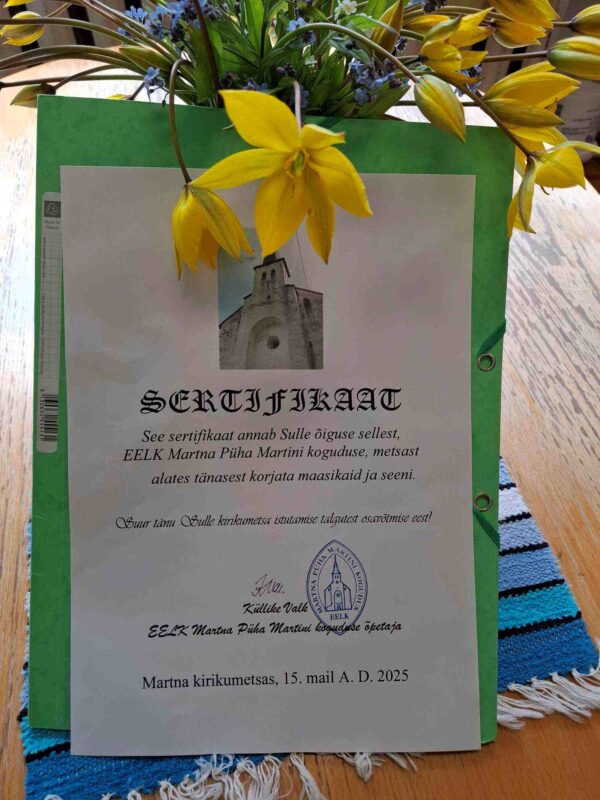 SERTIFIKAAT
See sertifikaat annab Sulle õiguse sellest,
EELK Martna Püha Martini koguduse, metsast
alates tänasest korjata maasikaid ja seeni.
Suur tänu Sulle kirikumetsa istutamise talgutest osavõtmise eest!
MARTNA PÜHA MARTINI KOGUDUS
EELK
Küllike Valk
EELK Martna Püha Martini koguduse õpetaja
Martna kirikumetsas, 15. mail A. D. 2025